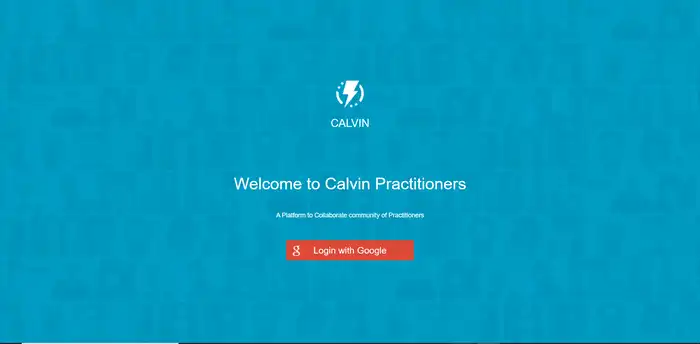 CALVIN
Welcome to Calvin Practitioners
A Platform to Collaborate community of Practitioners
g Login with Google